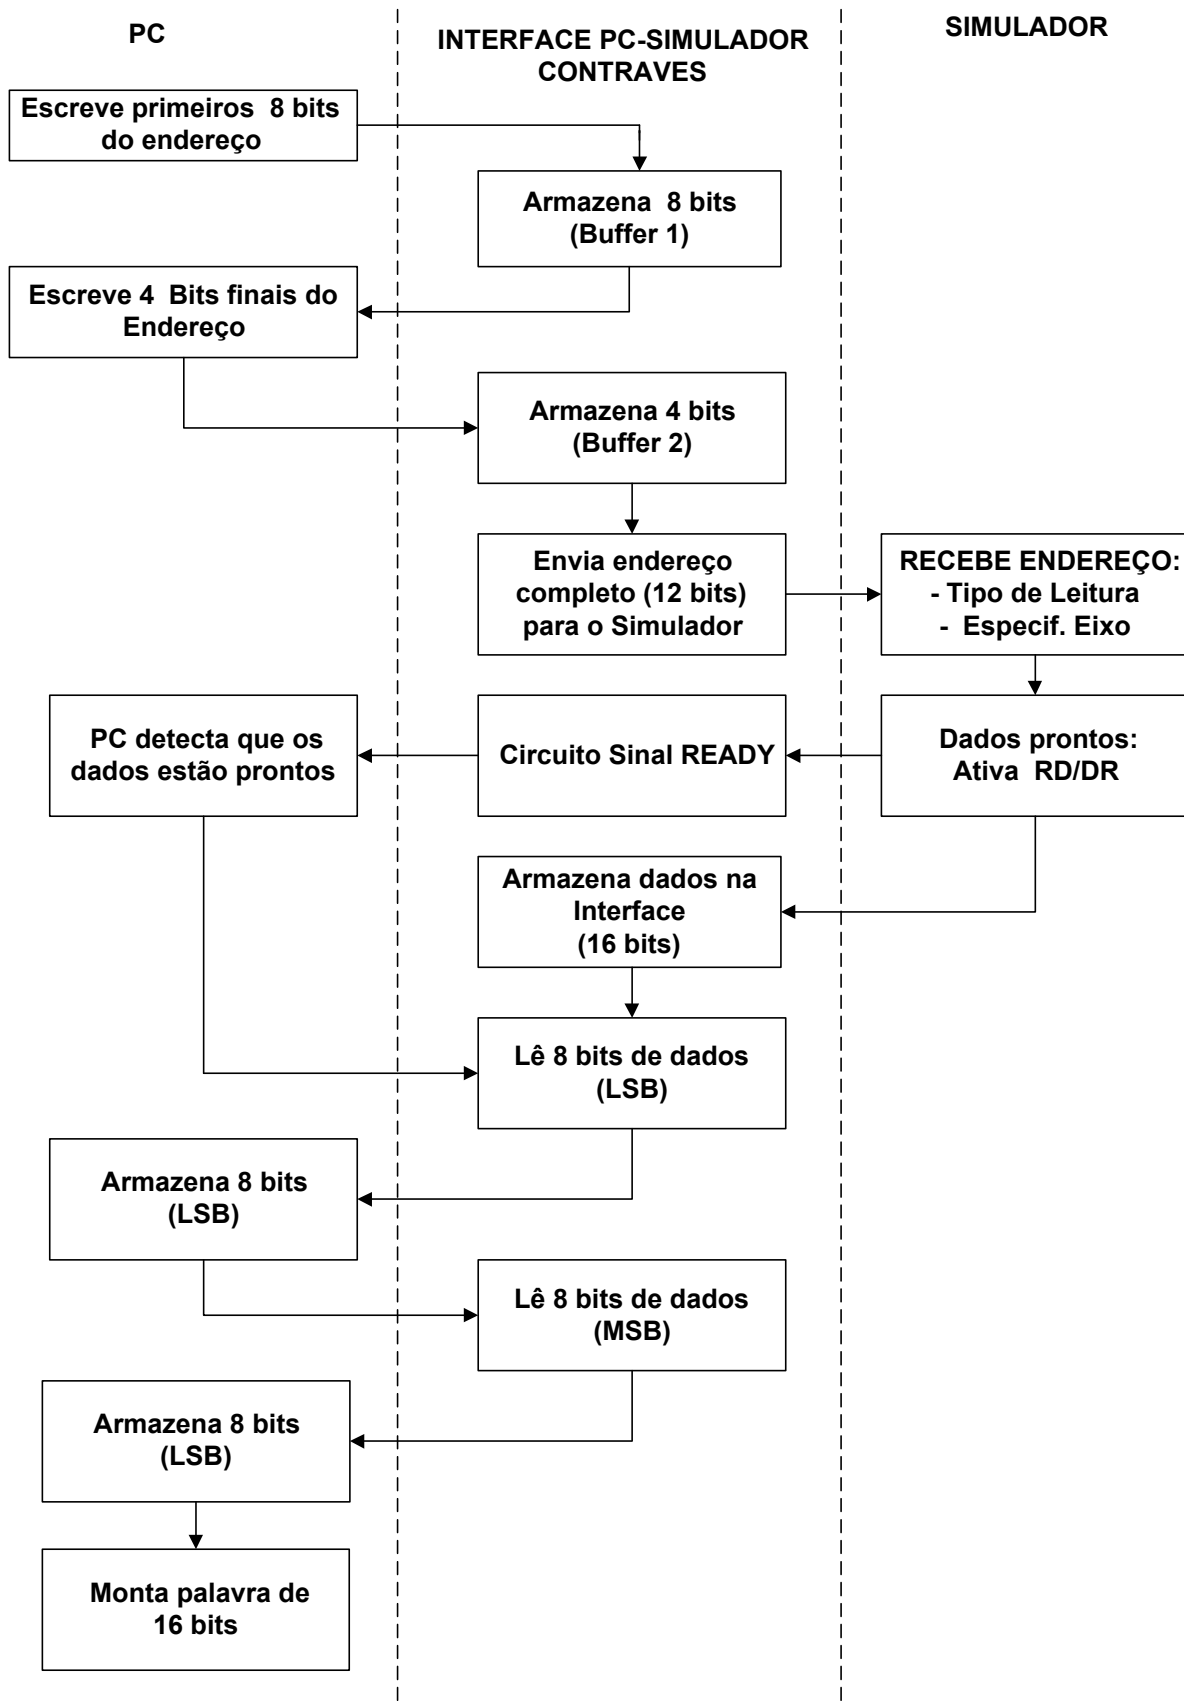 PC
INTERFACE PC-SIMULADOR
CONTRAVES
SIMULADOR
Escreve primeiros 8 bits
do endereço
Armazena 8 bits
(Buffer 1)
Escreve 4 Bits finais do
Endereço
Armazena 4 bits
(Buffer 2)
Envia endereço
completo (12 bits)
para o Simulador
RECEBE ENDEREÇO:
- Tipo de Leitura
- Especif. Eixo
PC detecta que os
dados estão prontos
Circuito Sinal READY
Dados prontos:
Ativa RD/DR
Armazena dados na
Interface
(16 bits)
Lê 8 bits de dados
(LSB)
Armazena 8 bits
(LSB)
Lê 8 bits de dados
(MSB)
Armazena 8 bits
(LSB)
Monta palavra de
16 bits